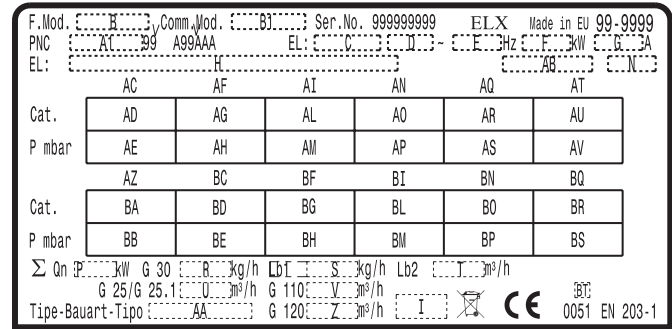 F.Mod. B Comm.Mod. B1 Ser.No. 999999999 ELX Made in EU 99-9999
PNC A1 99 A99AAA EL: C D ~ E Hz F kW G A
EL: H AB N
AC AF AI AN AQ AT
Cat. AD AG AL AO AR AU
P mbar AE AH AM AP AS AV
AZ BC BF BI BN BQ
Cat. BA BD BG BL BO BR
P mbar BB BE BH BM BP BS
Σ Qn P kW G 30 R kg/h Lb1 S kg/h Lb2 T m³/h
G 25/G 25.1 U m³/h G 110 V m³/h BT
Tipe-Bauart-Tipo AA G 120 Z m³/h I CE 0051 EN 203-1